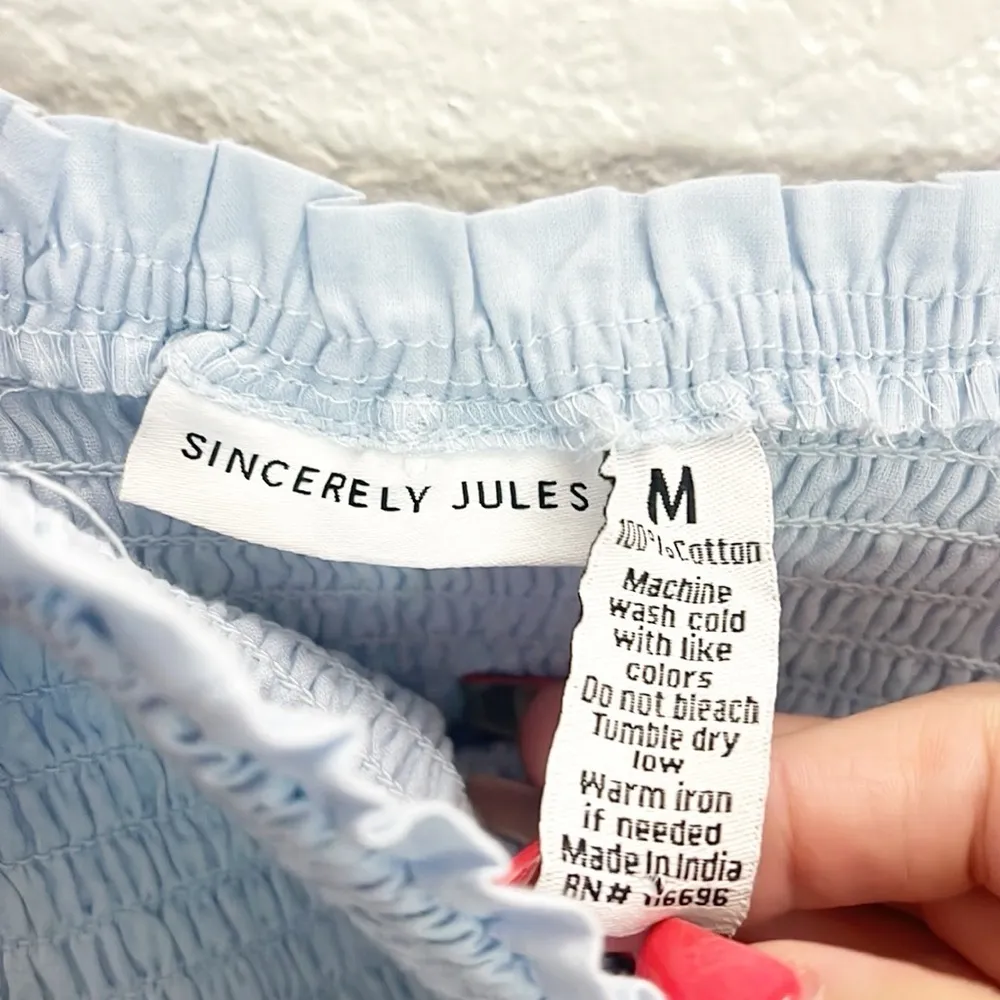 SINCERELY JULES
M
100% Cotton
Machine
wash cold
with like
colors
Do not bleach
Tumble dry
low
Warm iron
if needed
Made In India
RN#